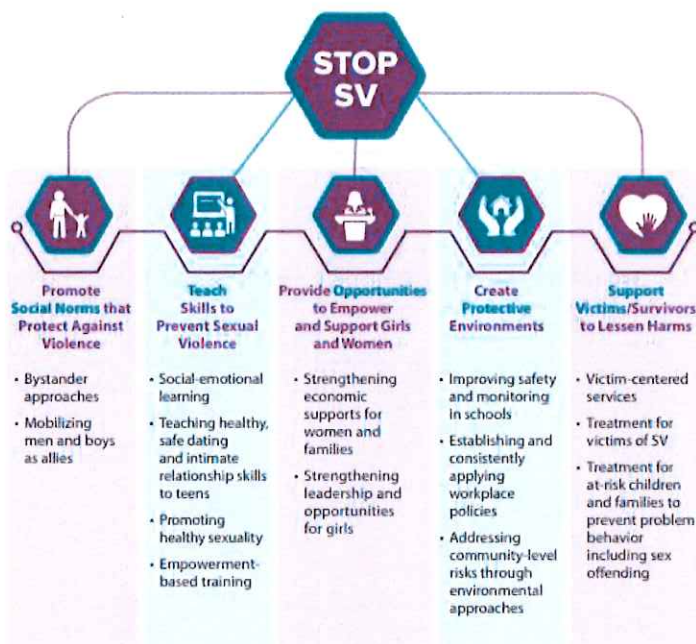 STOP
SV
Promote
Social Norms that
Protect Against
Violence
• Bystander
approaches
• Mobilizing
men and boys
as allies
Teach
Skills to
Prevent Sexual
Violence
• Social-emotional
learning
• Teaching healthy,
safe dating
and intimate
relationship skills
to teens
• Promoting
healthy sexuality
• Empowerment-
based training
Provide Opportunities
to Empower
and Support Girls
and Women
• Strengthening
economic
supports for
women and
families
• Strengthening
leadership and
opportunities
for girls
Create
Protective
Environments
• Improving safety
and monitoring
in schools
• Establishing and
consistently
applying
workplace
policies
• Addressing
community-level
risks through
environmental
approaches
Support
Victims/Survivors
to Lessen Harms
• Victim-centered
services
• Treatment for
victims of SV
• Treatment for
at-risk children
and families to
prevent problem
behavior
including sex
offending